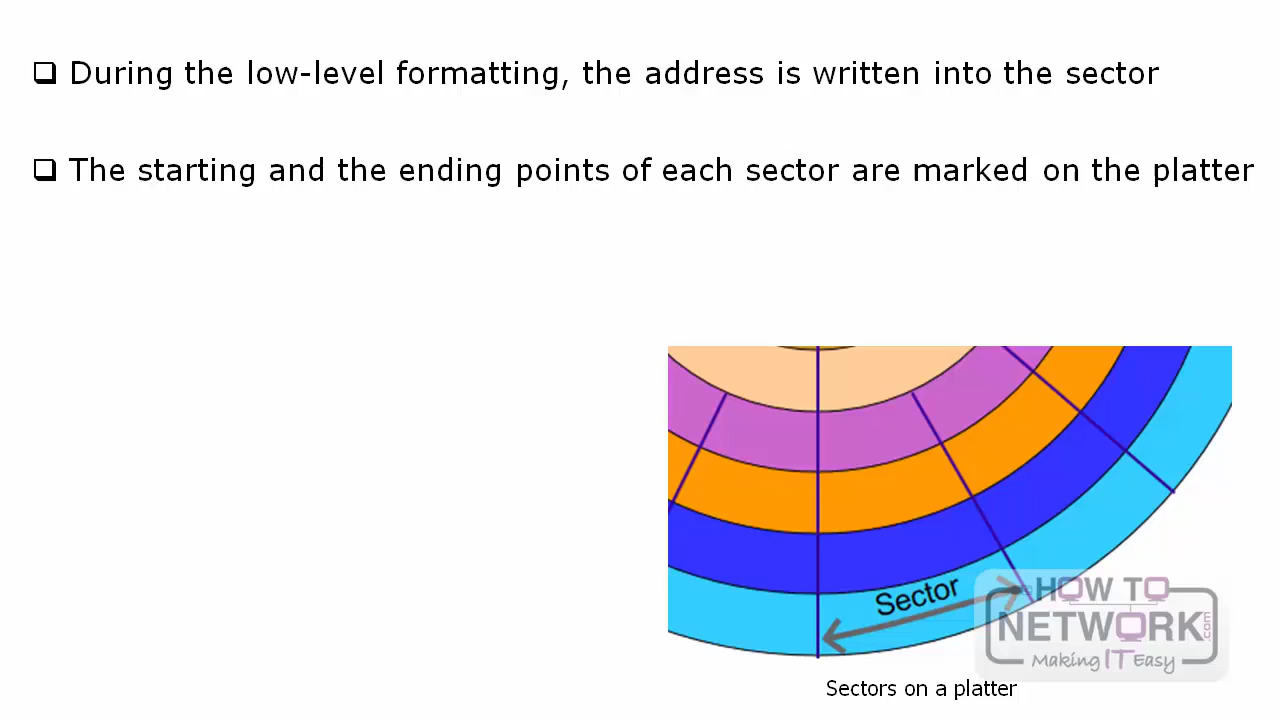 ❑ During the low-level formatting, the address is written into the sector
❑ The starting and the ending points of each sector are marked on the platter
Sector
HOW TO
NETWORK.com
Making IT Easy
Sectors on a platter